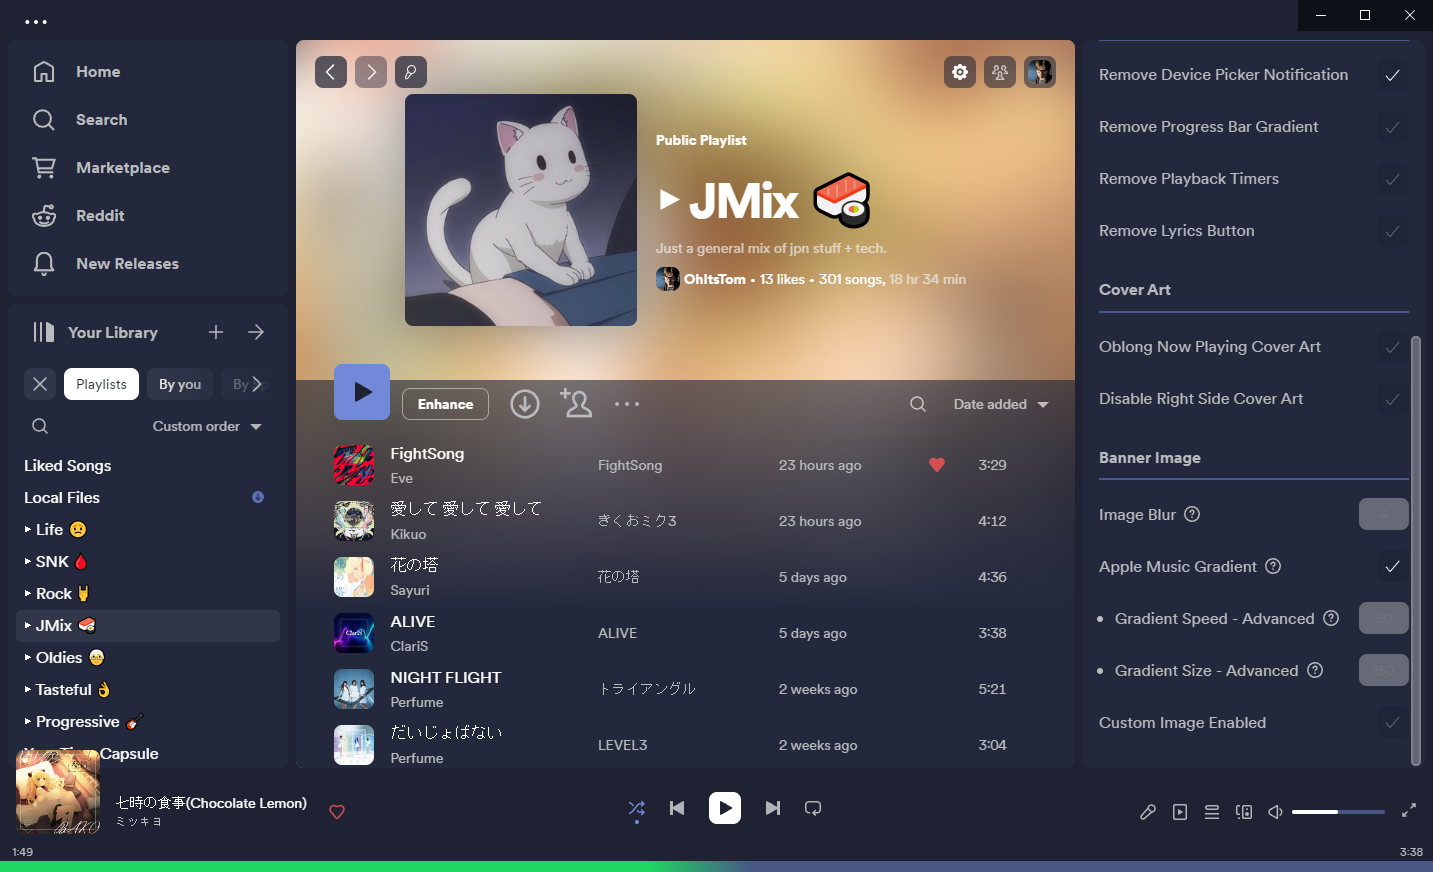 Home
Search
Marketplace
Reddit
New Releases
Your Library
Playlists
By you
Custom order
Liked Songs
Local Files
Life 😟
SNK 🩸
Rock 🤘
JMix 🍣
Oldies 👵
Tasteful 👌
Progressive 🎸
Capsule
Public Playlist
▸ JMix 🍣
Just a general mix of jpn stuff + tech.
OhItsTom • 13 likes • 301 songs, 18 hr 34 min
Enhance
Date added
FightSong
Eve
FightSong
23 hours ago
3:29
愛して 愛して 愛して
Kikuo
きくおミク3
23 hours ago
4:12
花の塔
Sayuri
花の塔
5 days ago
4:36
ALIVE
ClariS
ALIVE
5 days ago
3:38
NIGHT FLIGHT
Perfume
トライアングル
2 weeks ago
5:21
だいじょばない
Perfume
LEVEL3
2 weeks ago
3:04
Remove Device Picker Notification
Remove Progress Bar Gradient
Remove Playback Timers
Remove Lyrics Button
Cover Art
Oblong Now Playing Cover Art
Disable Right Side Cover Art
Banner Image
Image Blur
4
Apple Music Gradient
• Gradient Speed - Advanced
50
• Gradient Size - Advanced
150
Custom Image Enabled
七時の食事(Chocolate Lemon)
ミツキヨ
1:49
3:38